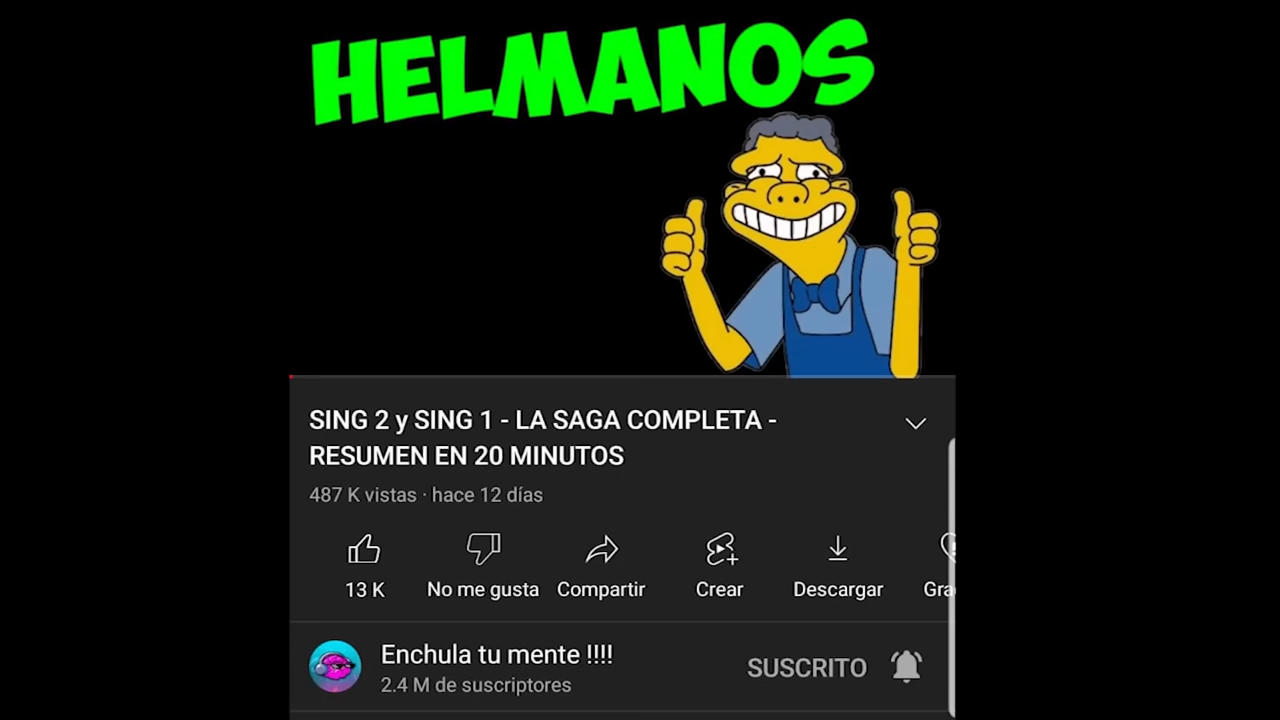 HELMANOS
SING 2 y SING 1 - LA SAGA COMPLETA -
RESUMEN EN 20 MINUTOS
487 K vistas · hace 12 días
13 K No me gusta Compartir Crear Descargar Gra
Enchula tu mente !!!!
SUSCRITO
2.4 M de suscriptores